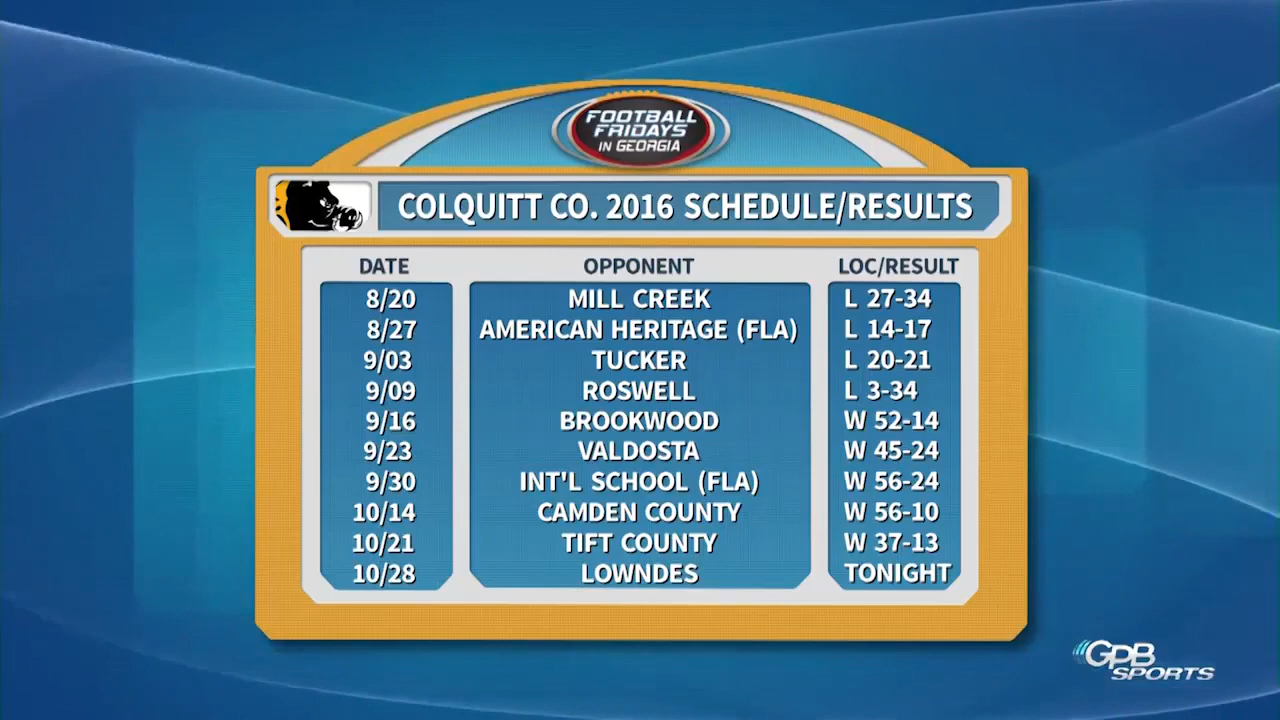 FOOTBALL
FRIDAYS
IN GEORGIA
COLQUITT CO. 2016 SCHEDULE/RESULTS
DATE OPPONENT LOC/RESULT
8/20 MILL CREEK L 27-34
8/27 AMERICAN HERITAGE (FLA) L 14-17
9/03 TUCKER L 20-21
9/09 ROSWELL L 3-34
9/16 BROOKWOOD W 52-14
9/23 VALDOSTA W 45-24
9/30 INT'L SCHOOL (FLA) W 56-24
10/14 CAMDEN COUNTY W 56-10
10/21 TIFT COUNTY W 37-13
10/28 LOWNDES TONIGHT
GPB
SPORTS